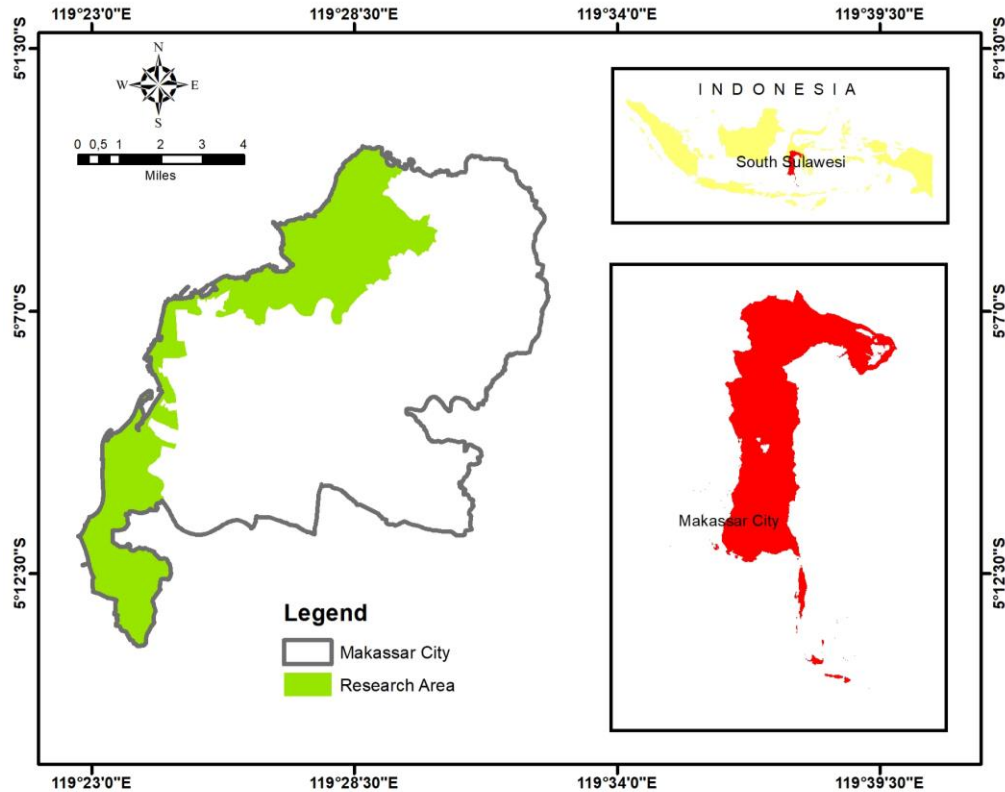 119°23'0"E 119°28'30"E 119°34'0"E 119°39'30"E
5°1'30"S
5°1'30"S
N
W E
S
0 0,5 1 2 3 4
Miles
I N D O N E S I A
South Sulawesi
5°7'0"S
5°7'0"S
Makassar City
5°12'30"S
5°12'30"S
Legend
Makassar City
Research Area
119°23'0"E 119°28'30"E 119°34'0"E 119°39'30"E